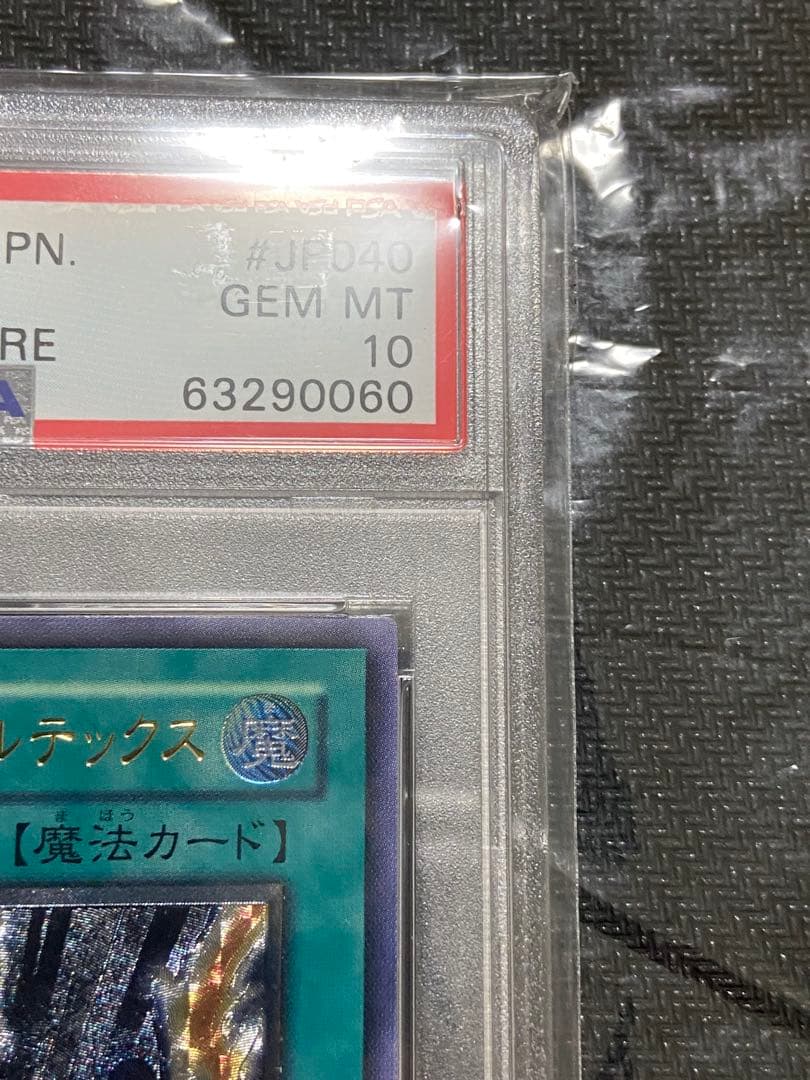 PN. #JP040
GEM MT
RE 10
A 63290060
ルテックス 魔
まほう
【魔法カード】